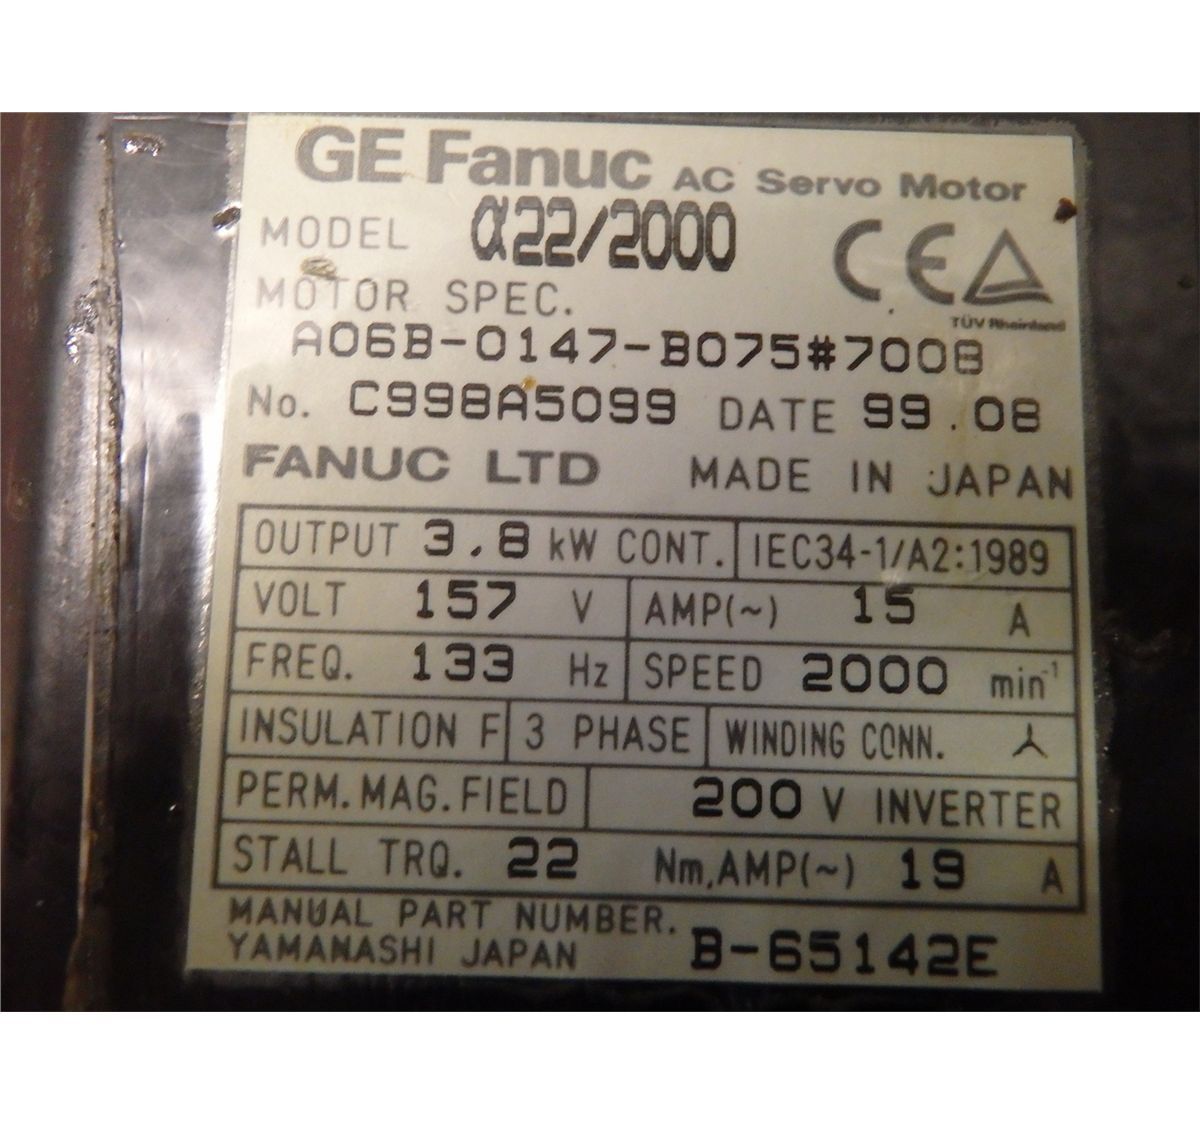 GE Fanuc AC Servo Motor
MODEL α22/2000
CE
TÜV Rheinland
MOTOR SPEC.
A06B-0147-B075#7008
No. C998A5099 DATE 99.08
FANUC LTD MADE IN JAPAN
OUTPUT 3.8 kW CONT. IEC34-1/A2:1989
VOLT 157 V AMP(~) 15 A
FREQ. 133 Hz SPEED 2000 min⁻¹
INSULATION F 3 PHASE WINDING CONN.
PERM.MAG.FIELD 200 V INVERTER
STALL TRQ. 22 Nm,AMP(~) 19 A
MANUAL PART NUMBER.
YAMANASHI JAPAN B-65142E